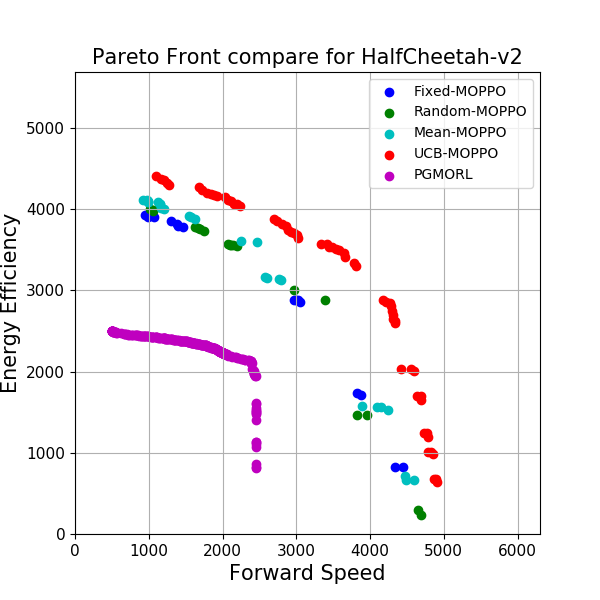 Pareto Front compare for HalfCheetah-v2
Fixed-MOPPO
Random-MOPPO
Mean-MOPPO
UCB-MOPPO
PGMORL
Energy Efficiency
5000
4000
3000
2000
1000
0
0 1000 2000 3000 4000 5000 6000
Forward Speed